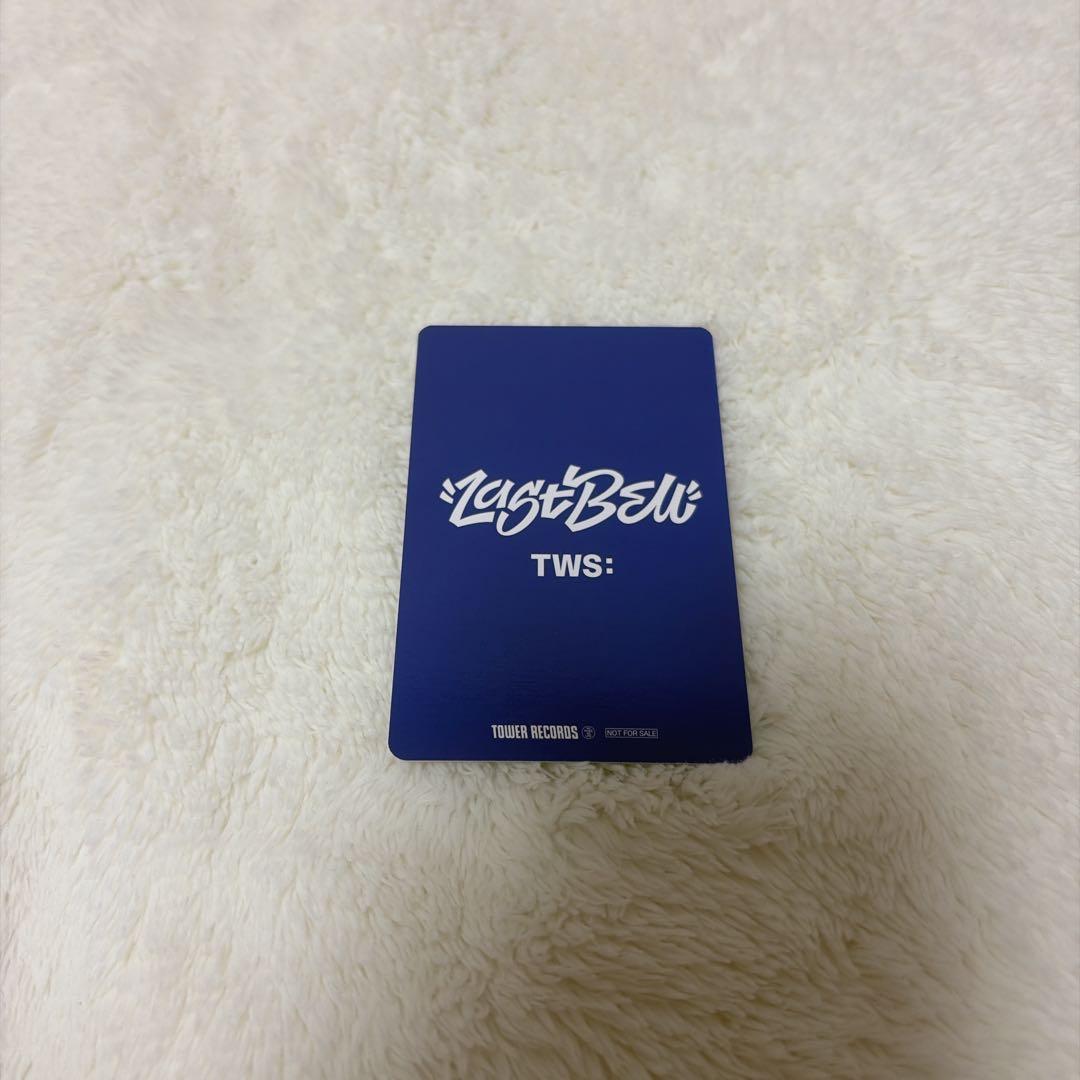 Last Bell
TWS:
TOWER RECORDS NOT FOR SALE